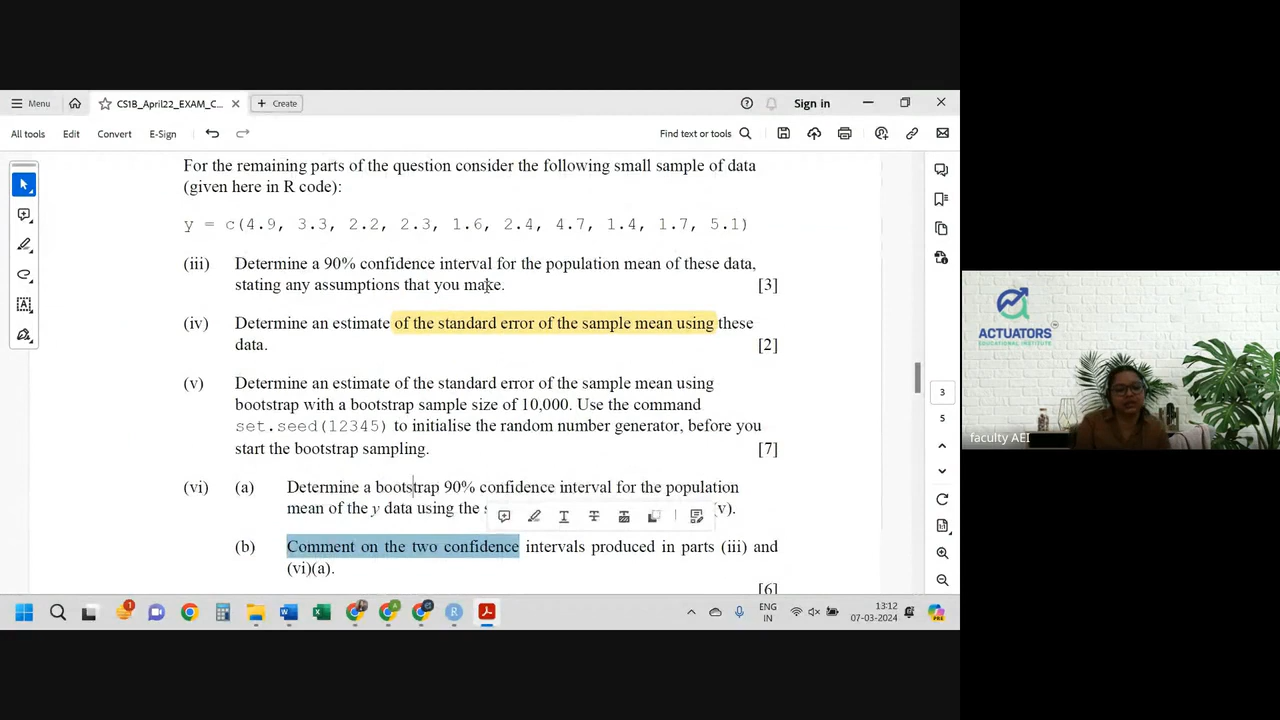 Menu
CS1B_April22_EXAM_C...
Create
Sign in
All tools
Edit
Convert
E-Sign
Find text or tools
For the remaining parts of the question consider the following small sample of data
(given here in R code):
y = c(4.9, 3.3, 2.2, 2.3, 1.6, 2.4, 4.7, 1.4, 1.7, 5.1)
(iii) Determine a 90% confidence interval for the population mean of these data,
stating any assumptions that you make. [3]
(iv) Determine an estimate of the standard error of the sample mean using these
data. [2]
(v) Determine an estimate of the standard error of the sample mean using
bootstrap with a bootstrap sample size of 10,000. Use the command
set.seed(12345) to initialise the random number generator, before you
start the bootstrap sampling. [7]
(vi) (a) Determine a bootstrap 90% confidence interval for the population
mean of the y data using the s (v).
(b) Comment on the two confidence intervals produced in parts (iii) and
(vi)(a).
[6]
3
5
ACTUATORS
EDUCATIONAL INSTITUTE
faculty AEI
1
ENG
IN
13:12
07-03-2024
PRE